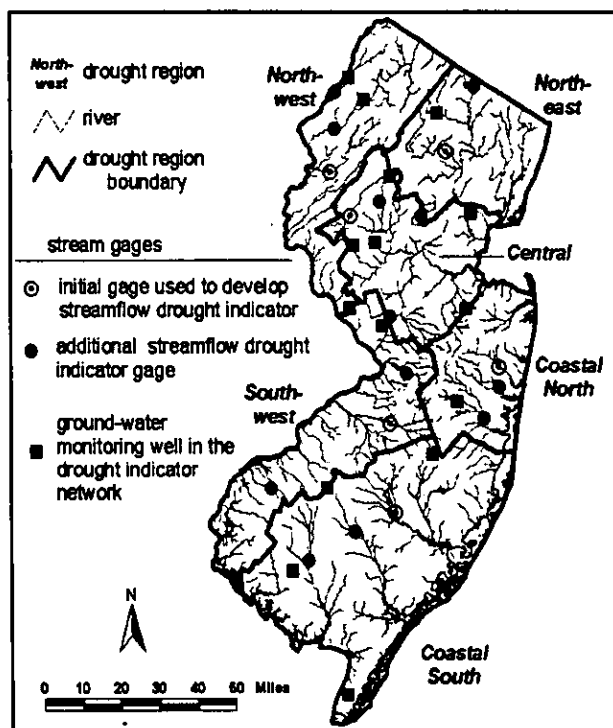 North-
west drought region
river
drought region
boundary
stream gages
initial gage used to develop
streamflow drought indicator
additional streamflow drought
indicator gage
ground-water
monitoring well in the
drought indicator
network
North-
west
North-
east
Central
Coastal
North
South-
west
Coastal
South
N
0 10 20 30 40 50 Miles